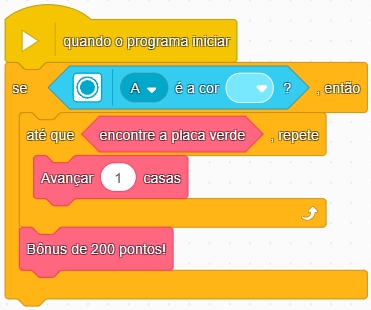 quando o programa iniciar
se A é a cor ? , então
até que encontre a placa verde , repete
Avançar 1 casas
Bônus de 200 pontos!